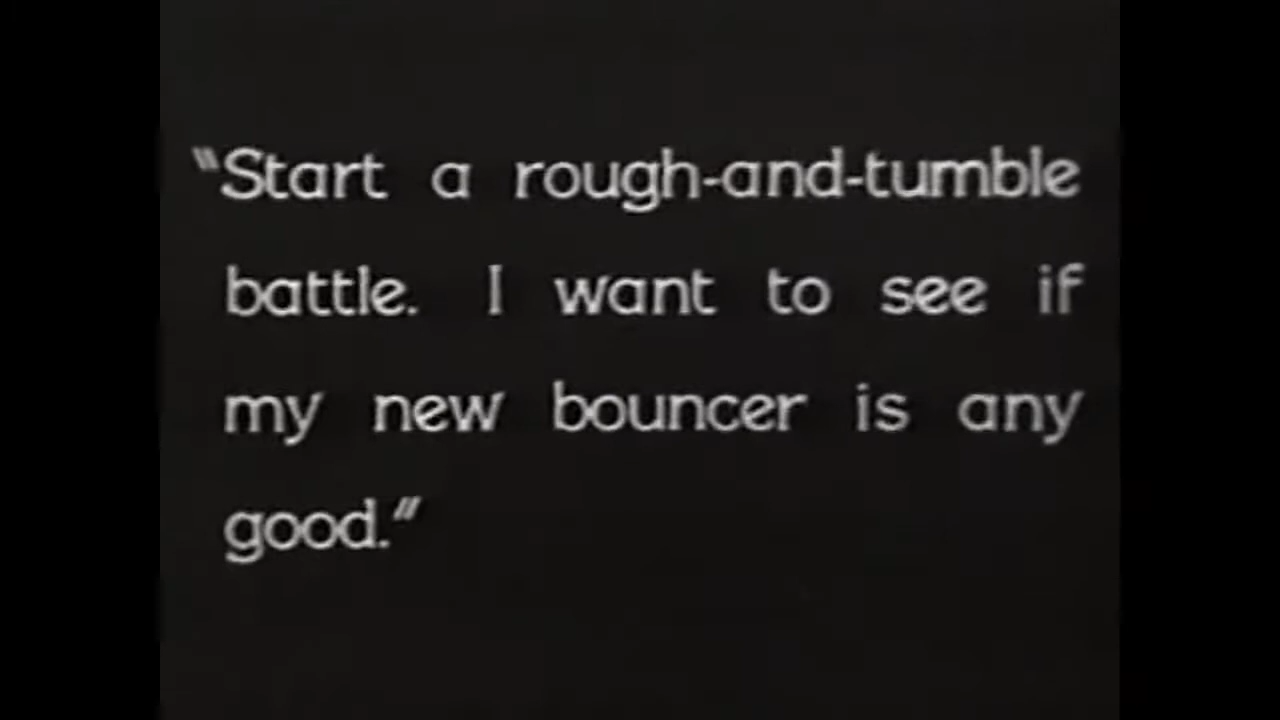 "Start a rough-and-tumble
battle. I want to see if
my new bouncer is any
good."